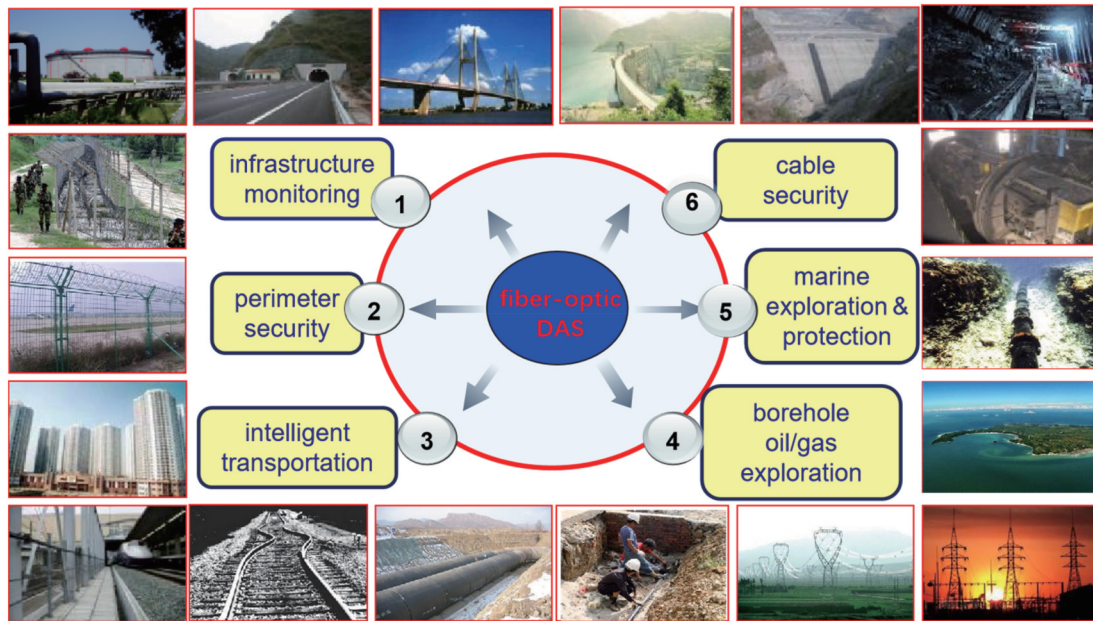 infrastructure
monitoring
1
perimeter
security
2
intelligent
transportation
3
fiber-optic
DAS
6
cable
security
5
marine
exploration &
protection
4
borehole
oil/gas
exploration